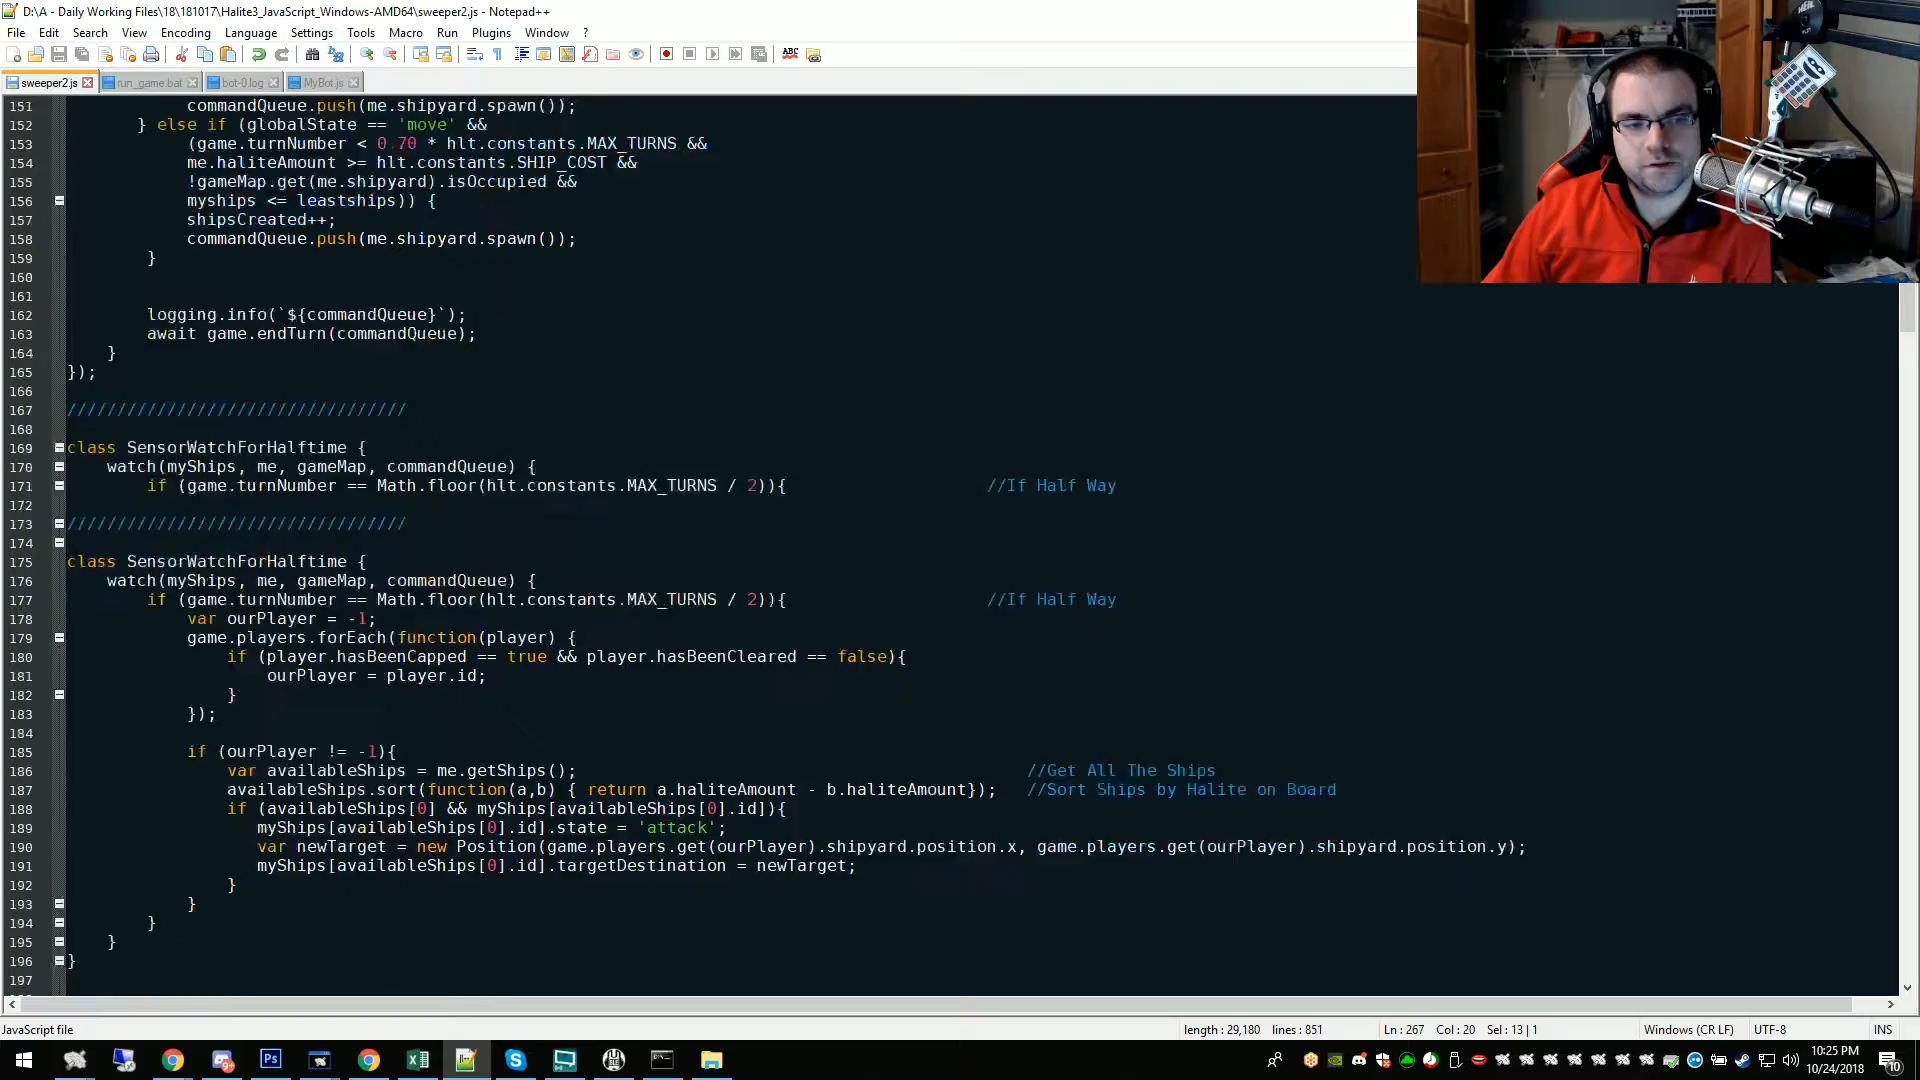 D:\A - Daily Working Files\18\181017\Halite3_JavaScript_Windows-AMD64\sweeper2.js - Notepad++
File Edit Search View Encoding Language Settings Tools Macro Run Plugins Window ?
sweeper2.js run_game.bat bot-0.log MyBot.js
151 commandQueue.push(me.shipyard.spawn());
152 } else if (globalState == 'move' &&
153 (game.turnNumber < 0.70 * hlt.constants.MAX_TURNS &&
154 me.haliteAmount >= hlt.constants.SHIP_COST &&
155 !gameMap.get(me.shipyard).isOccupied &&
156 myships <= leastships)) {
157 shipsCreated++;
158 commandQueue.push(me.shipyard.spawn());
159 }
160
161
162 logging.info(`${commandQueue}`);
163 await game.endTurn(commandQueue);
164 }
165 });
166
167 //////////////////////////////////
168
169 class SensorWatchForHalftime {
170 watch(myShips, me, gameMap, commandQueue) {
171 if (game.turnNumber == Math.floor(hlt.constants.MAX_TURNS / 2)){ //If Half Way
172
173 //////////////////////////////////
174
175 class SensorWatchForHalftime {
176 watch(myShips, me, gameMap, commandQueue) {
177 if (game.turnNumber == Math.floor(hlt.constants.MAX_TURNS / 2)){ //If Half Way
178 var ourPlayer = -1;
179 game.players.forEach(function(player) {
180 if (player.hasBeenCapped == true && player.hasBeenCleared == false){
181 ourPlayer = player.id;
182 }
183 });
184
185 if (ourPlayer != -1){
186 var availableShips = me.getShips(); //Get All The Ships
187 availableShips.sort(function(a,b) { return a.haliteAmount - b.haliteAmount}); //Sort Ships by Halite on Board
188 if (availableShips[0] && myShips[availableShips[0].id]){
189 myShips[availableShips[0].id].state = 'attack';
190 var newTarget = new Position(game.players.get(ourPlayer).shipyard.position.x, game.players.get(ourPlayer).shipyard.position.y);
191 myShips[availableShips[0].id].targetDestination = newTarget;
192 }
193 }
194 }
195 }
196 }
197
JavaScript file length : 29,180 lines : 851 Ln : 267 Col : 20 Sel : 13 | 1 Windows (CR LF) UTF-8 INS
10:25 PM
10/24/2018